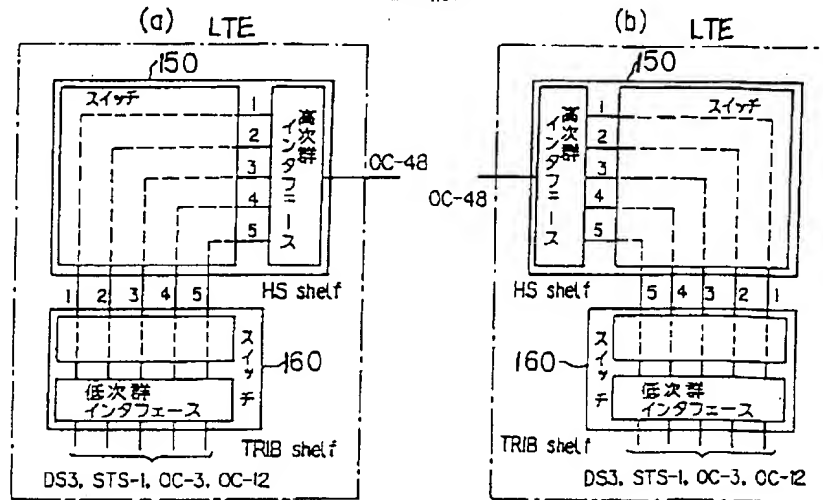 (a) LTE
150
スイッチ
1
2
3
4
5
高次群
インタフェース
OC-48
1 2 3 4 5
HS shelf
スイッチ
160
低次群
インタフェース
TRIB shelf
DS3, STS-1, OC-3, OC-12
(b) LTE
150
高次群
インタフェース
1
2
3
4
5
スイッチ
OC-48
HS shelf
5 4 3 2 1
スイッチ
160
低次群
インタフェース
TRIB shelf
DS3, STS-1, OC-3, OC-12